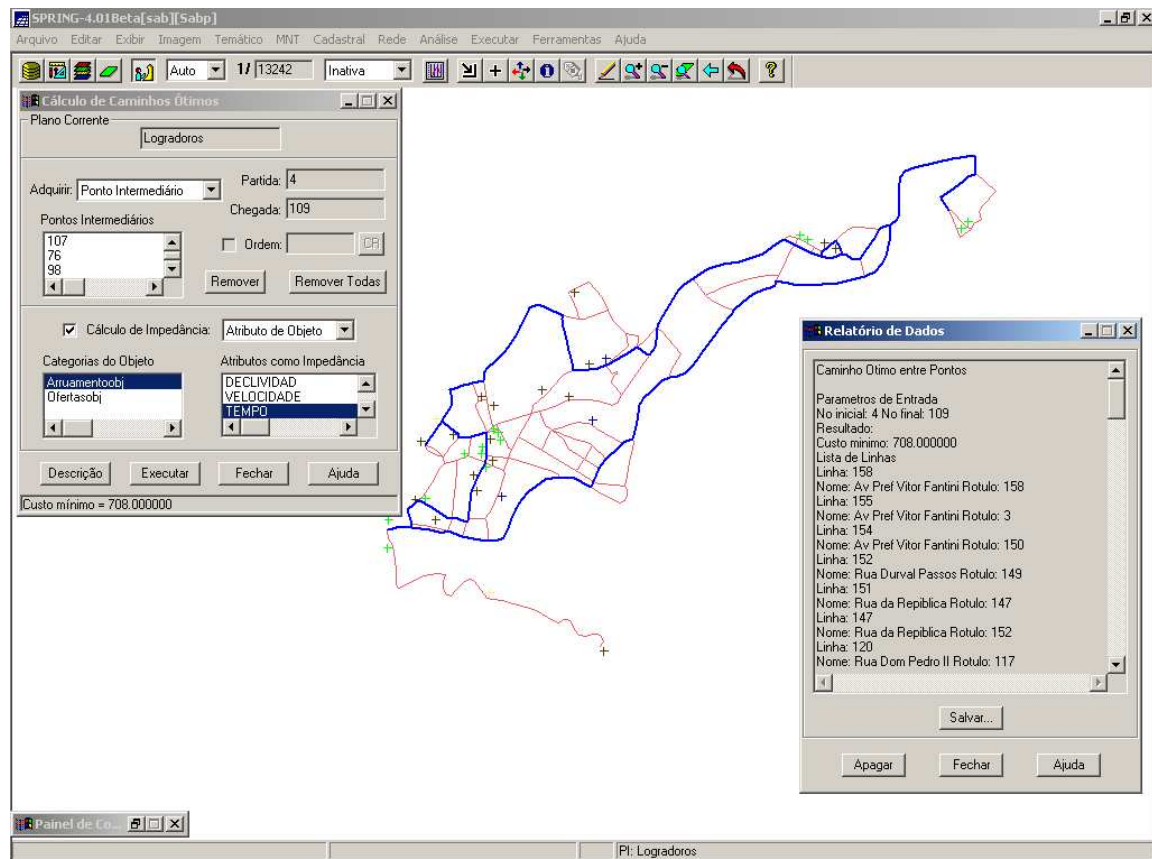 SPRING-4.01Beta[sab][Sabp]
Arquivo Editar Exibir Imagem Temático MNT Cadastral Rede Análise Executar Ferramentas Ajuda
Auto 1/ 13242 Inativa
Cálculo de Caminhos Ótimos
Plano Corrente
Logradoros
Adquirir: Ponto Intermediário
Partida: 4
Chegada: 109
Pontos Intermediários
107
76
98
Ordem: CR
Remover Remover Todas
Cálculo de Impedância: Atributo de Objeto
Categorias do Objeto
Arruamentoobj
Ofertasobj
Atributos como Impedância
DECLIVIDAD
VELOCIDADE
TEMPO
Descrição Executar Fechar Ajuda
Custo mínimo = 708.000000
Relatório de Dados
Caminho Otimo entre Pontos
Parametros de Entrada
No inicial: 4 No final: 109
Resultado:
Custo minimo: 708.000000
Lista de Linhas
Linha: 158
Nome: Av Pref Vitor Fantini Rotulo: 158
Linha: 155
Nome: Av Pref Vitor Fantini Rotulo: 3
Linha: 154
Nome: Av Pref Vitor Fantini Rotulo: 150
Linha: 152
Nome: Rua Durval Passos Rotulo: 149
Linha: 151
Nome: Rua da Repiblica Rotulo: 147
Linha: 147
Nome: Rua da Repiblica Rotulo: 152
Linha: 120
Nome: Rua Dom Pedro II Rotulo: 117
Salvar...
Apagar Fechar Ajuda
Painel de Co...
PI: Logradoros